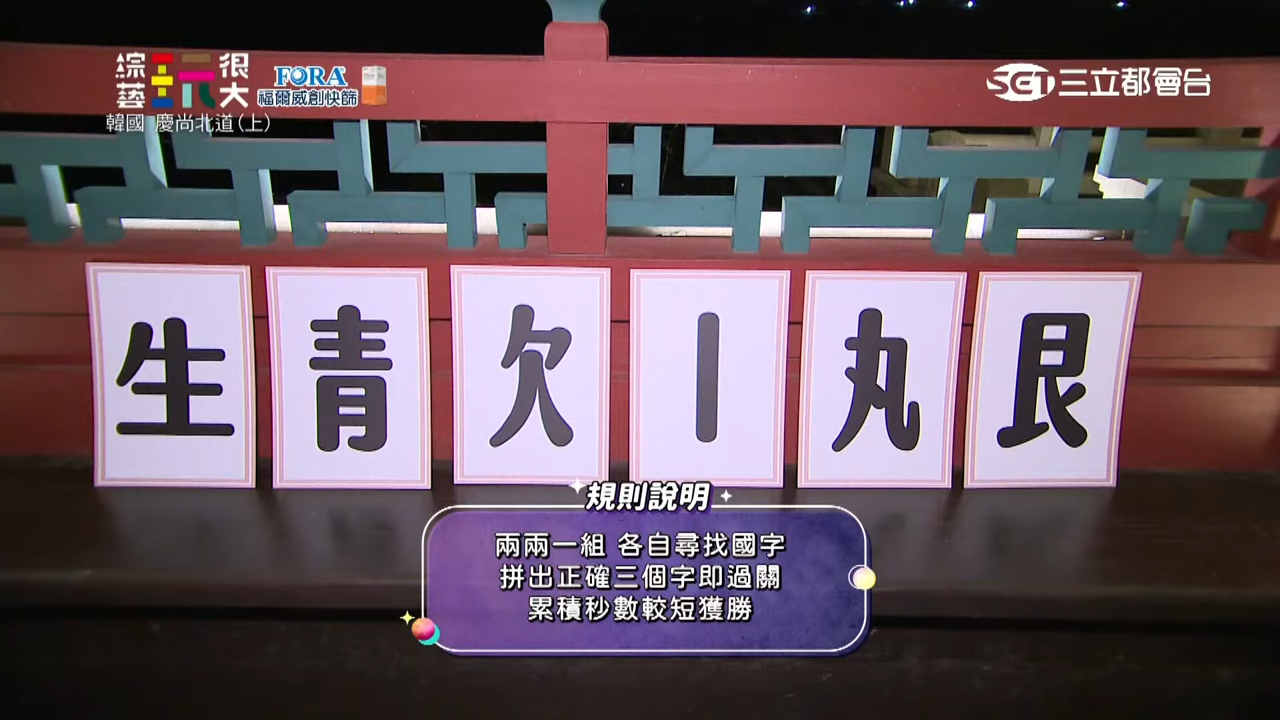 綜藝玩很大
FORA
福爾威創快篩
韓國 慶尚北道(上)
SET三立都會台
生 青 欠 丨 丸 艮
規則說明
兩兩一組 各自尋找國字
拼出正確三個字即過關
累積秒數較短獲勝